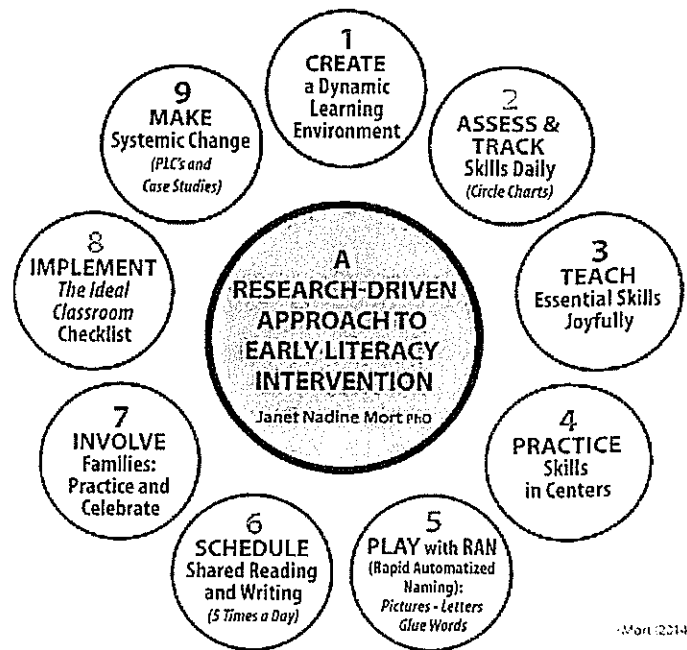 1
CREATE
a Dynamic
Learning
Environment
2
ASSESS &
TRACK
Skills Daily
(Circle Charts)
3
TEACH
Essential Skills
Joyfully
4
PRACTICE
Skills
in Centers
5
PLAY with RAN
(Rapid Automatized
Naming):
Pictures - Letters
Glue Words
6
SCHEDULE
Shared Reading
and Writing
(5 Times a Day)
7
INVOLVE
Families:
Practice and
Celebrate
8
IMPLEMENT
The Ideal
Classroom
Checklist
9
MAKE
Systemic Change
(PLC's and
Case Studies)
A
RESEARCH-DRIVEN
APPROACH TO
EARLY LITERACY
INTERVENTION
Janet Nadine Mort PhD
Mort 2014